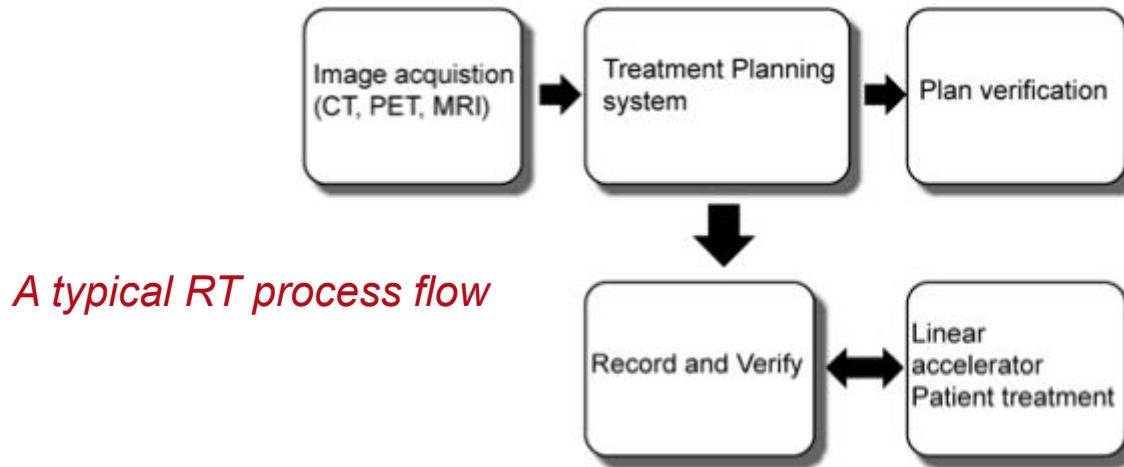 Image acquistion
(CT, PET, MRI)
Treatment Planning
system
Plan verification
A typical RT process flow
Record and Verify
Linear
accelerator
Patient treatment